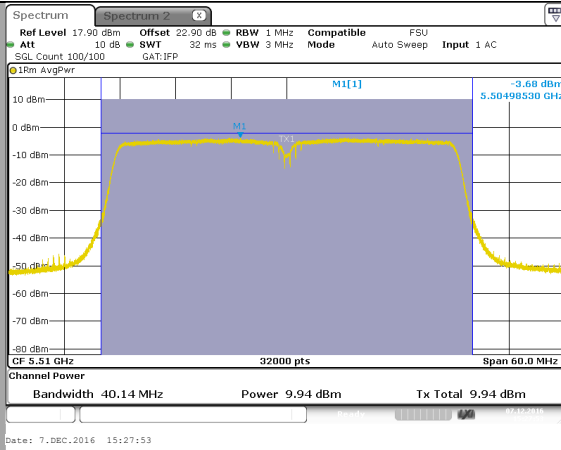 Spectrum Spectrum 2 X
Ref Level 17.90 dBm Offset 22.90 dB RBW 1 MHz Compatible FSU
Att 10 dB SWT 32 ms VBW 3 MHz Mode Auto Sweep Input 1 AC
SGL Count 100/100 GAT:IFP
1Rm AvgPwr
M1[1] -3.68 dBm
5.50498530 GHz
10 dBm
0 dBm
M1
TX1
-10 dBm
-20 dBm
-30 dBm
-40 dBm
-50 dBm
-60 dBm
-70 dBm
-80 dBm
CF 5.51 GHz 32000 pts Span 60.0 MHz
Channel Power
Bandwidth 40.14 MHz Power 9.94 dBm Tx Total 9.94 dBm
Ready 07.12.2016
Date: 7.DEC.2016 15:27:53